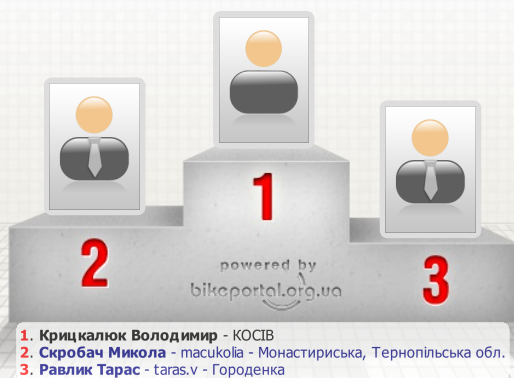 1
2
3
powered by
bikeportal.org.ua
1. Крицкалюк Володимир - КОСІВ
2. Скробач Микола - macukolia - Монастириська, Тернопільська обл.
3. Равлик Тарас - taras.v - Городенка